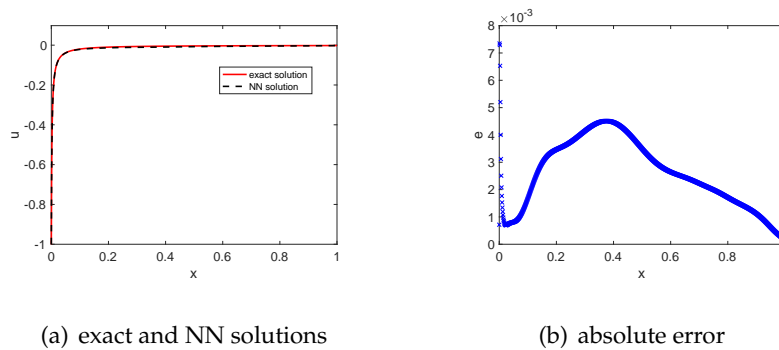 0
-0.2
-0.4
-0.6
-0.8
-1
u
exact solution
NN solution
0 0.2 0.4 0.6 0.8 1
x
(a) exact and NN solutions
8 ×10-3
7
6
5
4
3
2
1
0
e
0 0.2 0.4 0.6 0.8
x
(b) absolute error